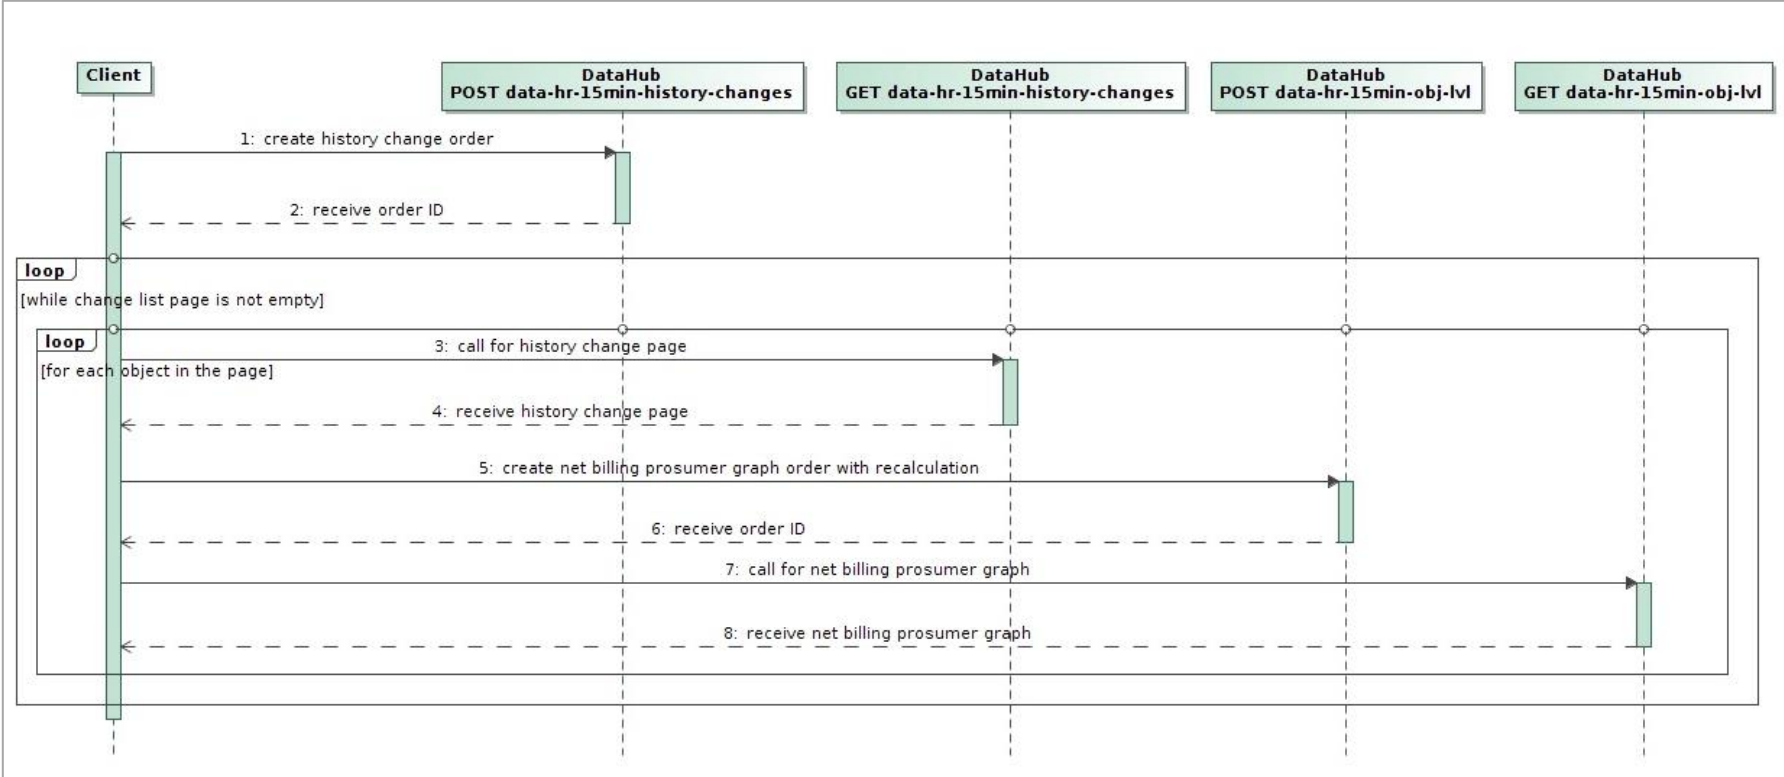 Client
DataHub
POST data-hr-15min-history-changes
DataHub
GET data-hr-15min-history-changes
DataHub
POST data-hr-15min-obj-lvl
DataHub
GET data-hr-15min-obj-lvl
1: create history change order
2: receive order ID
loop
[while change list page is not empty]
loop
3: call for history change page
[for each object in the page]
4: receive history change page
5: create net billing prosumer graph order with recalculation
6: receive order ID
7: call for net billing prosumer graph
8: receive net billing prosumer graph